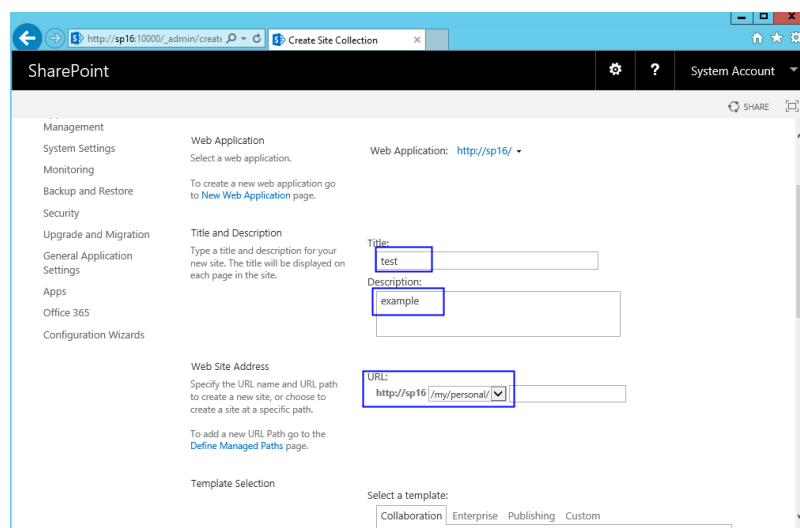 http://sp16:10000/_admin/create
Create Site Collection
SharePoint
?
System Account
SHARE
Management
System Settings
Monitoring
Backup and Restore
Security
Upgrade and Migration
General Application
Settings
Apps
Office 365
Configuration Wizards
Web Application
Select a web application.
To create a new web application go
to New Web Application page.
Web Application: http://sp16/
Title and Description
Type a title and description for your
new site. The title will be displayed on
each page in the site.
Title:
test
Description:
example
Web Site Address
Specify the URL name and URL path
to create a new site, or choose to
create a site at a specific path.
To add a new URL Path go to the
Define Managed Paths page.
URL:
http://sp16 /my/personal/
Template Selection
Select a template:
Collaboration Enterprise Publishing Custom